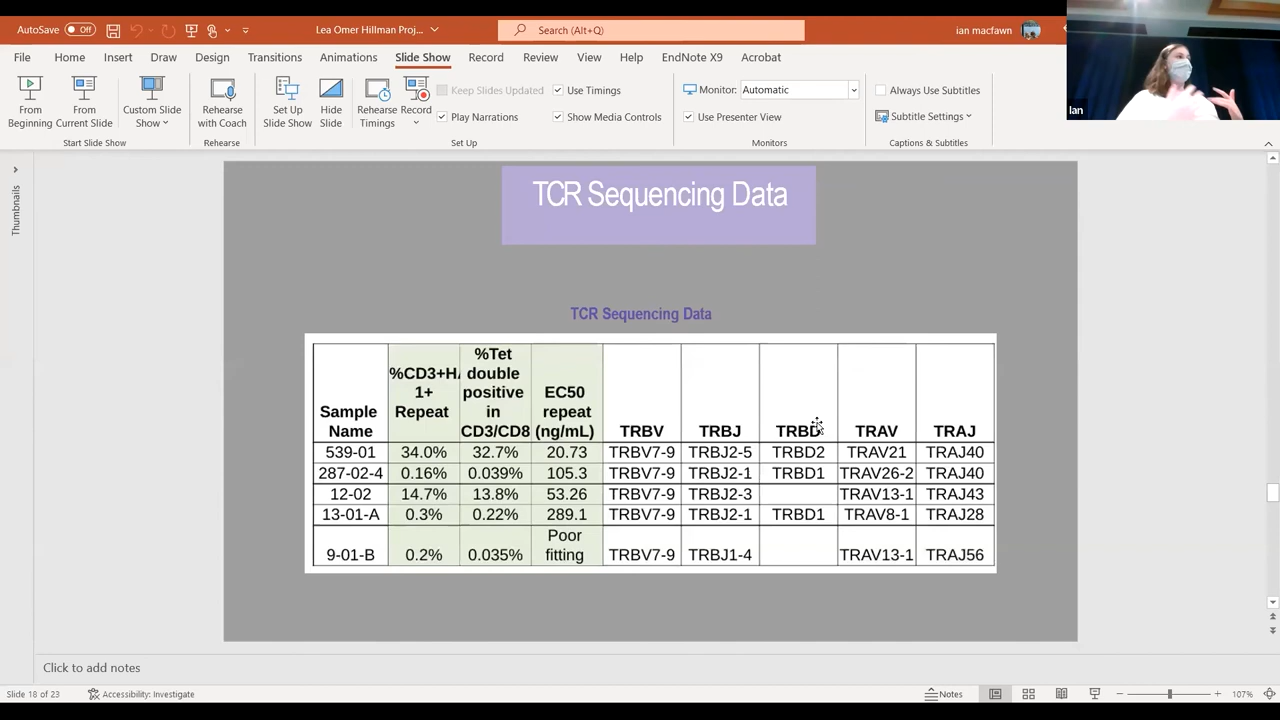 AutoSave Off
Lea Omer Hillman Proj...
Search (Alt+Q)
ian macfawn
File Home Insert Draw Design Transitions Animations Slide Show Record Review View Help EndNote X9 Acrobat
From Beginning
From Current Slide
Custom Slide Show
Start Slide Show
Rehearse with Coach
Rehearse
Set Up Slide Show
Hide Slide
Rehearse Timings
Record
Keep Slides Updated
Play Narrations
Use Timings
Show Media Controls
Set Up
Monitor: Automatic
Use Presenter View
Monitors
Always Use Subtitles
Subtitle Settings
Captions & Subtitles
Ian
Thumbnails
TCR Sequencing Data
TCR Sequencing Data
Sample Name %CD3+HA 1+ Repeat %Tet double positive in CD3/CD8 EC50 repeat (ng/mL) TRBV TRBJ TRBD TRAV TRAJ
539-01 34.0% 32.7% 20.73 TRBV7-9 TRBJ2-5 TRBD2 TRAV21 TRAJ40
287-02-4 0.16% 0.039% 105.3 TRBV7-9 TRBJ2-1 TRBD1 TRAV26-2 TRAJ40
12-02 14.7% 13.8% 53.26 TRBV7-9 TRBJ2-3 TRAV13-1 TRAJ43
13-01-A 0.3% 0.22% 289.1 TRBV7-9 TRBJ2-1 TRBD1 TRAV8-1 TRAJ28
9-01-B 0.2% 0.035% Poor fitting TRBV7-9 TRBJ1-4 TRAV13-1 TRAJ56
Click to add notes
Slide 18 of 23
Accessibility: Investigate
Notes
107%